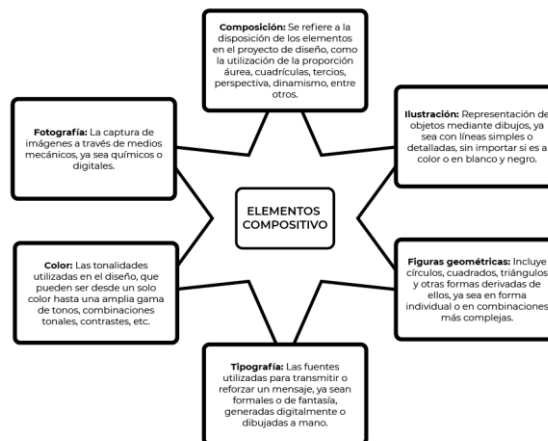 Composición: Se refiere a la
disposición de los elementos
en el proyecto de diseño, como
la utilización de la proporción
áurea, cuadrículas, tercios,
perspectiva, dinamismo, entre
otros.
Fotografía: La captura de
imágenes a través de medios
mecánicos, ya sea químicos o
digitales.
Ilustración: Representación de
objetos mediante dibujos, ya
sea con líneas simples o
detalladas, sin importar si es a
color o en blanco y negro.
ELEMENTOS
COMPOSITIVO
Color: Las tonalidades
utilizadas en el diseño, que
pueden ser desde un solo
color hasta una amplia gama
de tonos, combinaciones
tonales, contrastes, etc.
Figuras geométricas: Incluye
círculos, cuadrados, triángulos
y otras formas derivadas de
ellos, ya sea en forma
individual o en combinaciones
más complejas.
Tipografía: Las fuentes
utilizadas para transmitir o
reforzar un mensaje, ya sean
formales o de fantasía,
generadas digitalmente o
dibujadas a mano.